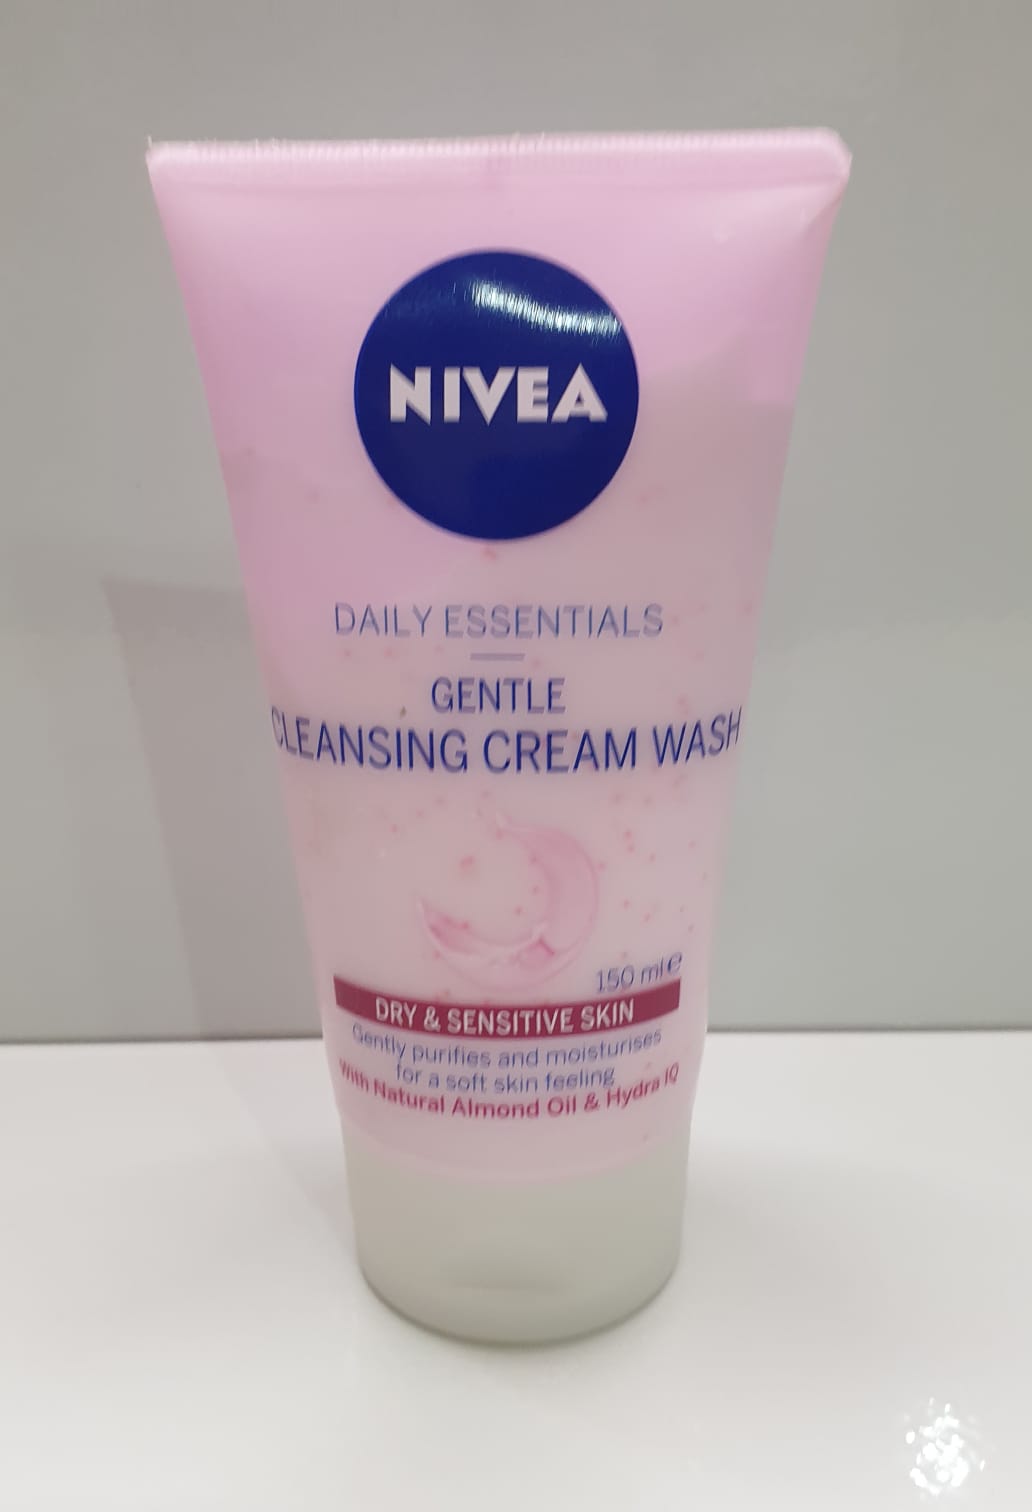 NIVEA
DAILY ESSENTIALS
GENTLE
CLEANSING CREAM WASH
150 ml e
DRY & SENSITIVE SKIN
Gently purifies and moisturises
for a soft skin feeling
With Natural Almond Oil & Hydra IQ